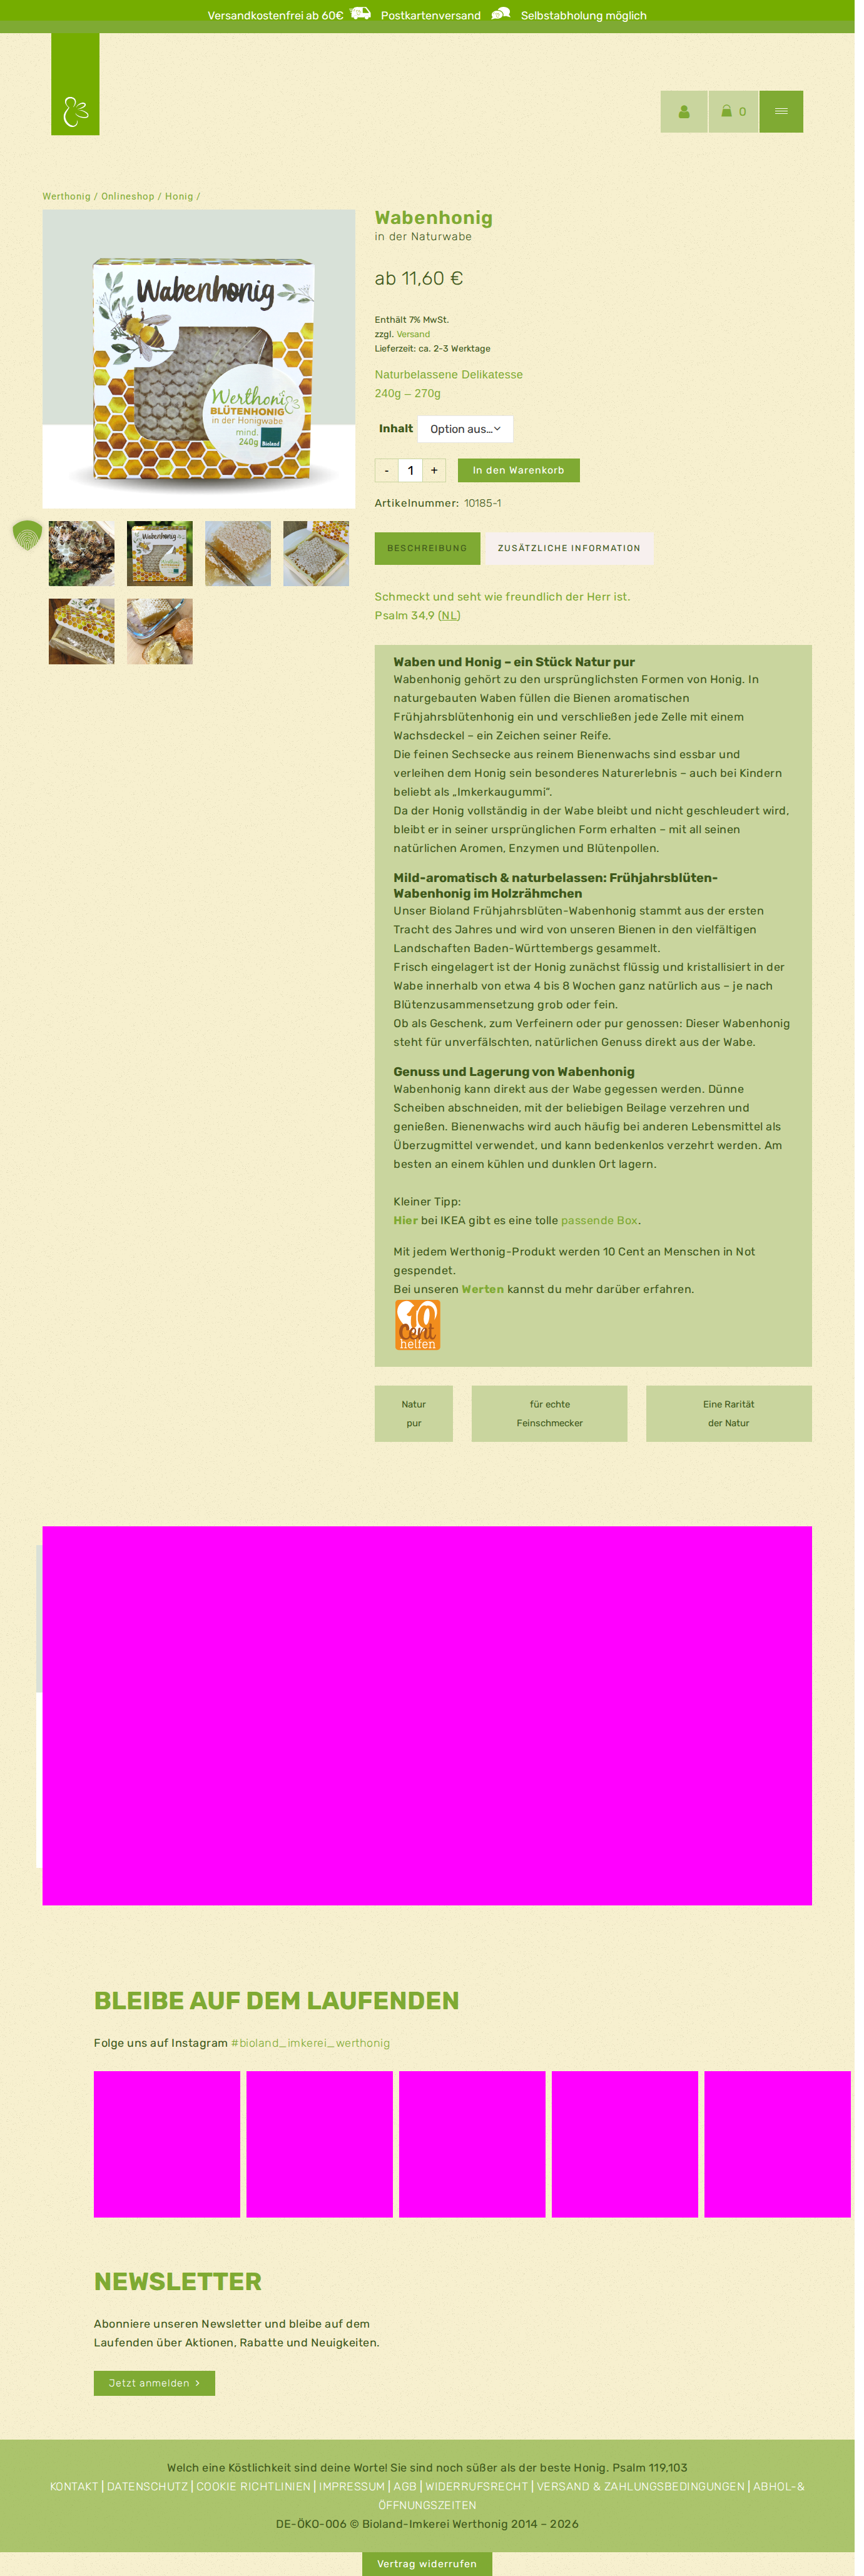 Versandkostenfrei ab 60€ Postkartenversand Selbstabholung möglich
0
Werthonig / Onlineshop / Honig /
Wabenhonig
Werthoni
BLÜTENHONIG
in der Honigwabe
mind.
240g
Bioland
Wabenhonig
in der Naturwabe
ab 11,60 €
Enthält 7% MwSt.
zzgl. Versand
Lieferzeit: ca. 2-3 Werktage
Naturbelassene Delikatesse
240g – 270g
Inhalt Option aus...
- 1 + In den Warenkorb
Artikelnummer: 10185-1
BESCHREIBUNG ZUSÄTZLICHE INFORMATION
Schmeckt und seht wie freundlich der Herr ist.
Psalm 34,9 (NL)
Waben und Honig – ein Stück Natur pur
Wabenhonig gehört zu den ursprünglichsten Formen von Honig. In
naturgebauten Waben füllen die Bienen aromatischen
Frühjahrsblütenhonig ein und verschließen jede Zelle mit einem
Wachsdeckel – ein Zeichen seiner Reife.
Die feinen Sechsecke aus reinem Bienenwachs sind essbar und
verleihen dem Honig sein besonderes Naturerlebnis – auch bei Kindern
beliebt als „Imkerkaugummi“.
Da der Honig vollständig in der Wabe bleibt und nicht geschleudert wird,
bleibt er in seiner ursprünglichen Form erhalten – mit all seinen
natürlichen Aromen, Enzymen und Blütenpollen.
Mild-aromatisch & naturbelassen: Frühjahrsblüten-
Wabenhonig im Holzrähmchen
Unser Bioland Frühjahrsblüten-Wabenhonig stammt aus der ersten
Tracht des Jahres und wird von unseren Bienen in den vielfältigen
Landschaften Baden-Württembergs gesammelt.
Frisch eingelagert ist der Honig zunächst flüssig und kristallisiert in der
Wabe innerhalb von etwa 4 bis 8 Wochen ganz natürlich aus – je nach
Blütenzusammensetzung grob oder fein.
Ob als Geschenk, zum Verfeinern oder pur genossen: Dieser Wabenhonig
steht für unverfälschten, natürlichen Genuss direkt aus der Wabe.
Genuss und Lagerung von Wabenhonig
Wabenhonig kann direkt aus der Wabe gegessen werden. Dünne
Scheiben abschneiden, mit der beliebigen Beilage verzehren und
genießen. Bienenwachs wird auch häufig bei anderen Lebensmittel als
Überzugmittel verwendet, und kann bedenkenlos verzehrt werden. Am
besten an einem kühlen und dunklen Ort lagern.
Kleiner Tipp:
Hier bei IKEA gibt es eine tolle passende Box.
Mit jedem Werthonig-Produkt werden 10 Cent an Menschen in Not
gespendet.
Bei unseren Werten kannst du mehr darüber erfahren.
10
Cent
helfen
Natur
pur
für echte
Feinschmecker
Eine Rarität
der Natur
BLEIBE AUF DEM LAUFENDEN
Folge uns auf Instagram #bioland_imkerei_werthonig
NEWSLETTER
Abonniere unseren Newsletter und bleibe auf dem
Laufenden über Aktionen, Rabatte und Neuigkeiten.
Jetzt anmelden >
Welch eine Köstlichkeit sind deine Worte! Sie sind noch süßer als der beste Honig. Psalm 119,103
KONTAKT | DATENSCHUTZ | COOKIE RICHTLINIEN | IMPRESSUM | AGB | WIDERRUFSRECHT | VERSAND & ZAHLUNGSBEDINGUNGEN | ABHOL-&
ÖFFNUNGSZEITEN
DE-ÖKO-006 © Bioland-Imkerei Werthonig 2014 – 2026
Vertrag widerrufen